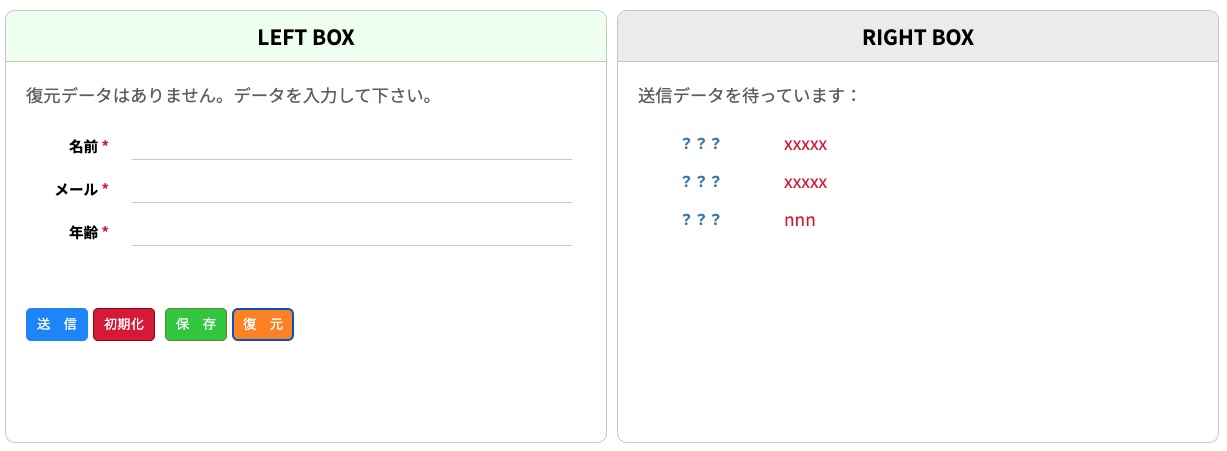 LEFT BOX
復元データはありません。データを入力して下さい。
名前 *
メール *
年齢 *
送　信
初期化
保　存
復　元
RIGHT BOX
送信データを待っています：
？？？ xxxxx
？？？ xxxxx
？？？ nnn